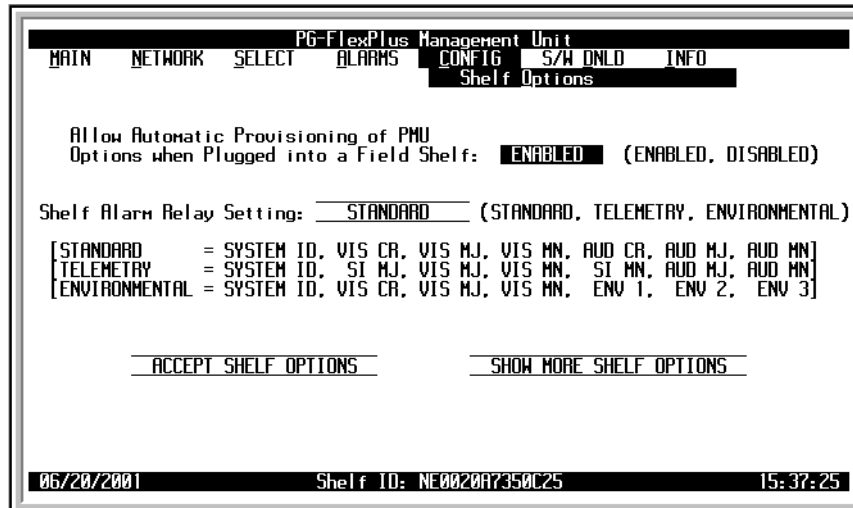 PG-FlexPlus Management Unit
MAIN NETWORK SELECT ALARMS CONFIG S/W DNLD INFO
Shelf Options
Allow Automatic Provisioning of PMU
Options when Plugged into a Field Shelf: ENABLED (ENABLED, DISABLED)
Shelf Alarm Relay Setting: STANDARD (STANDARD, TELEMETRY, ENVIRONMENTAL)
[STANDARD = SYSTEM ID, VIS CR, VIS MJ, VIS MN, AUD CR, AUD MJ, AUD MN]
[TELEMETRY = SYSTEM ID, SI MJ, VIS MJ, VIS MN, SI MN, AUD MJ, AUD MN]
[ENVIRONMENTAL = SYSTEM ID, VIS CR, VIS MJ, VIS MN, ENV 1, ENV 2, ENV 3]
ACCEPT SHELF OPTIONS SHOW MORE SHELF OPTIONS
06/20/2001 Shelf ID: NE0020A7350C25 15:37:25